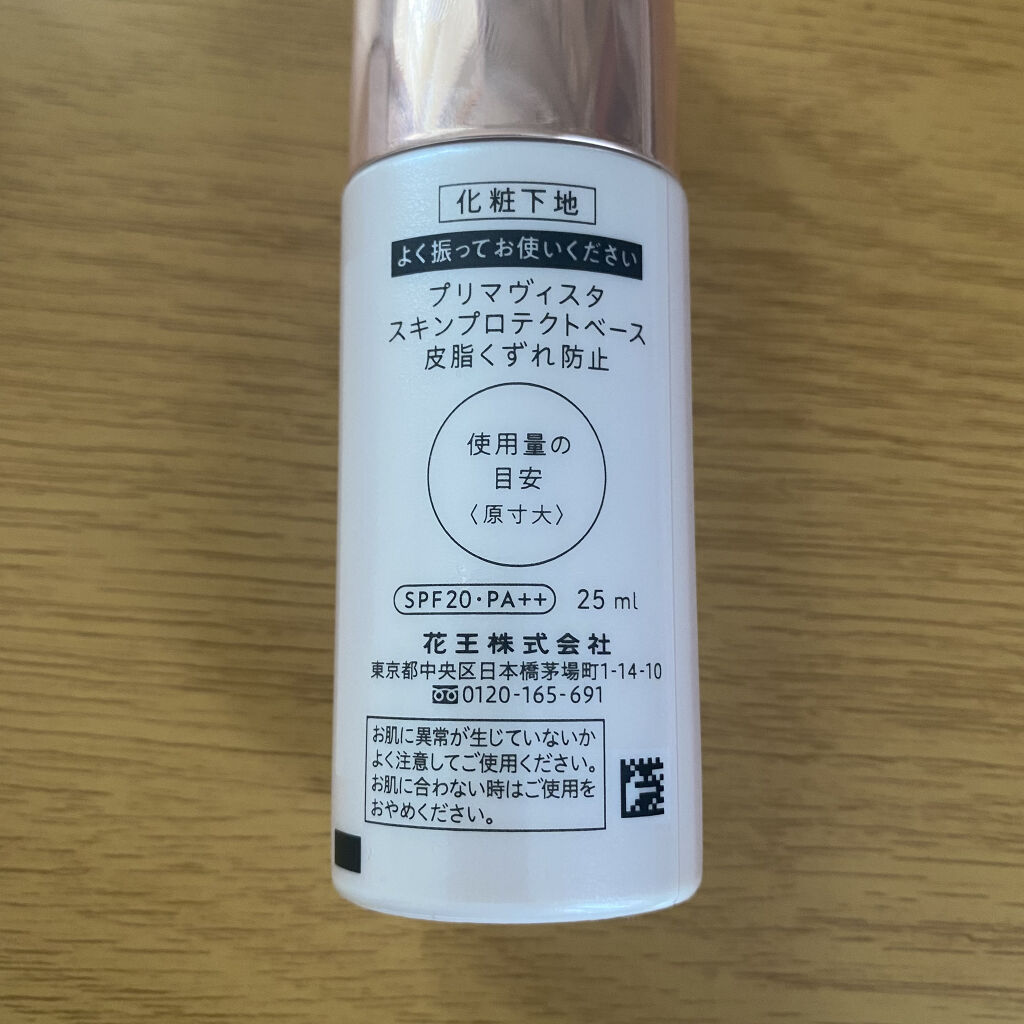 化粧下地
よく振ってお使いください
プリマヴィスタ
スキンプロテクトベース
皮脂くずれ防止
使用量の
目安
〈原寸大〉
SPF20・PA++ 25 ml
花王株式会社
東京都中央区日本橋茅場町1-14-10
0120-165-691
お肌に異常が生じていないか
よく注意してご使用ください。
お肌に合わない時はご使用を
おやめください。